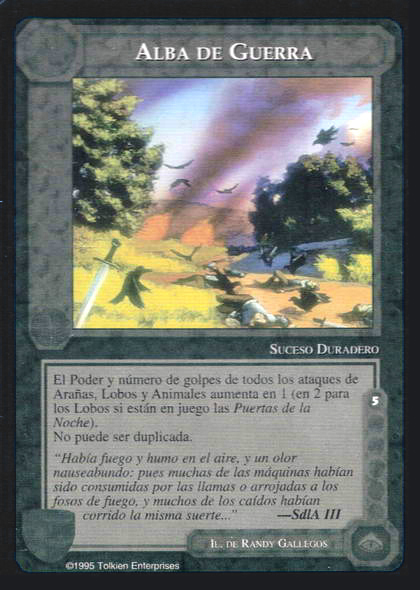 ALBA DE GUERRA
SUCESO DURADERO
El Poder y número de golpes de todos los ataques de
Arañas, Lobos y Animales aumenta en 1 (en 2 para
los Lobos si están en juego las Puertas de la
Noche).
No puede ser duplicada.
5
"Había fuego y humo en el aire, y un olor
nauseabundo: pues muchas de las máquinas habían
sido consumidas por las llamas o arrojadas a los
fosos de fuego, y muchos de los caídos habían
corrido la misma suerte..." —SdlA III
IL. DE RANDY GALLEGOS
©1995 Tolkien Enterprises